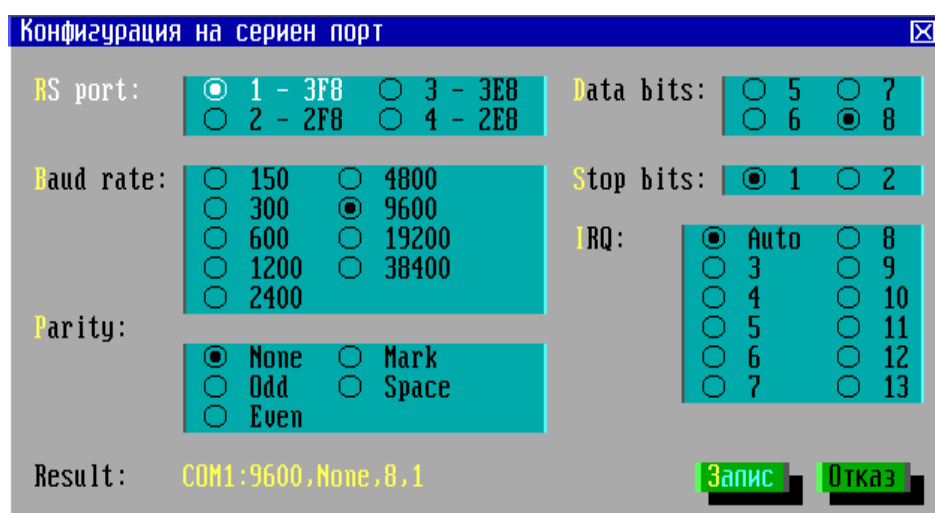 Конфигурация на сериен порт
RS port:
1 - 3F8 3 - 3E8
2 - 2F8 4 - 2E8
Data bits:
5 7
6 8
Baud rate:
150 4800
300 9600
600 19200
1200 38400
2400
Stop bits: 1 2
IRQ:
Auto 8
3 9
4 10
5 11
6 12
7 13
Parity:
None Mark
Odd Space
Even
Result: COM1:9600,None,8,1
Запис Отказ